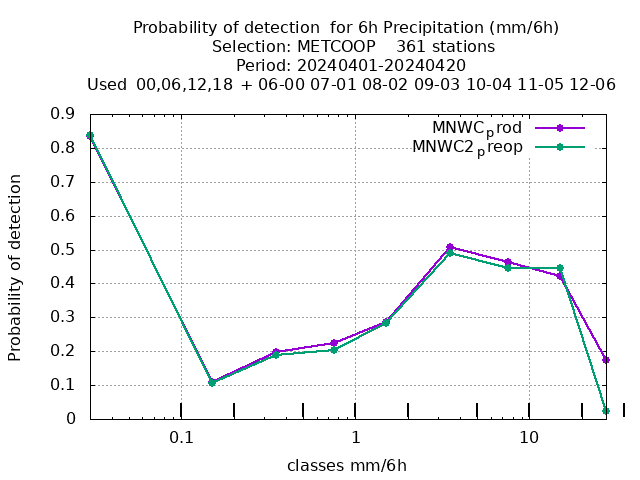 Probability of detection  for 6h Precipitation (mm/6h)
Selection: METCOOP    361 stations
Period: 20240401-20240420
Used  00,06,12,18  + 06-00 07-01 08-02 09-03 10-04 11-05 12-06
MNWCprod
MNWC2preop
0.9
0.8
0.7
0.6
0.5
0.4
0.3
0.2
0.1
0
Probability of detection
0.1 1 10
classes mm/6h